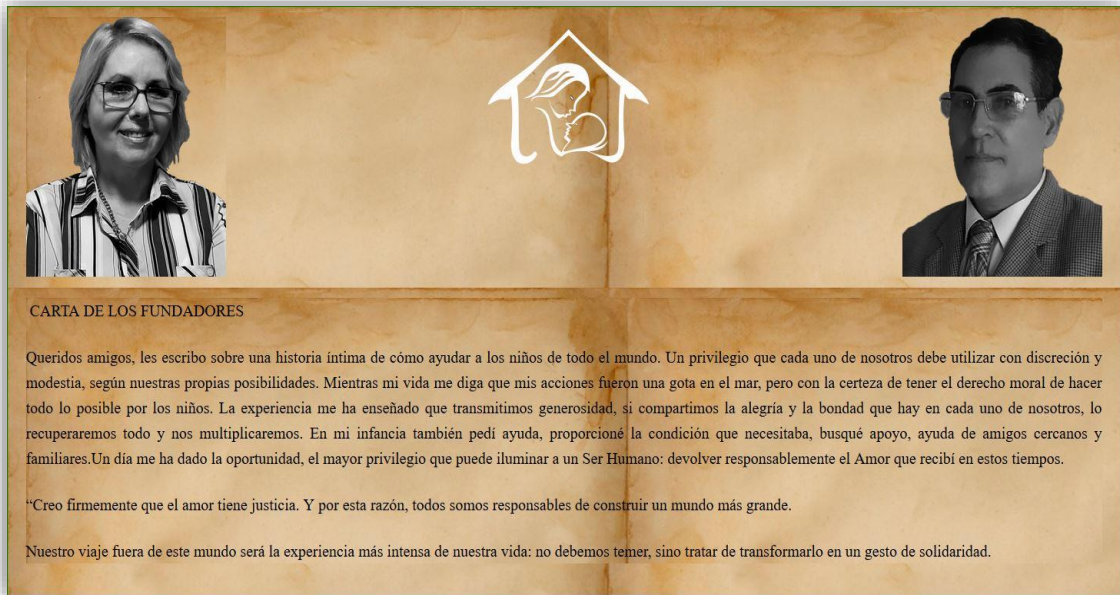 CARTA DE LOS FUNDADORES
Queridos amigos, les escribo sobre una historia íntima de cómo ayudar a los niños de todo el mundo. Un privilegio que cada uno de nosotros debe utilizar con discreción y
modestia, según nuestras propias posibilidades. Mientras mi vida me diga que mis acciones fueron una gota en el mar, pero con la certeza de tener el derecho moral de hacer
todo lo posible por los niños. La experiencia me ha enseñado que transmitimos generosidad, si compartimos la alegría y la bondad que hay en cada uno de nosotros, lo
recuperaremos todo y nos multiplicaremos. En mi infancia también pedí ayuda, proporcioné la condición que necesitaba, busqué apoyo, ayuda de amigos cercanos y
familiares.Un día me ha dado la oportunidad, el mayor privilegio que puede iluminar a un Ser Humano: devolver responsablemente el Amor que recibí en estos tiempos.
“Creo firmemente que el amor tiene justicia. Y por esta razón, todos somos responsables de construir un mundo más grande.
Nuestro viaje fuera de este mundo será la experiencia más intensa de nuestra vida: no debemos temer, sino tratar de transformarlo en un gesto de solidaridad.